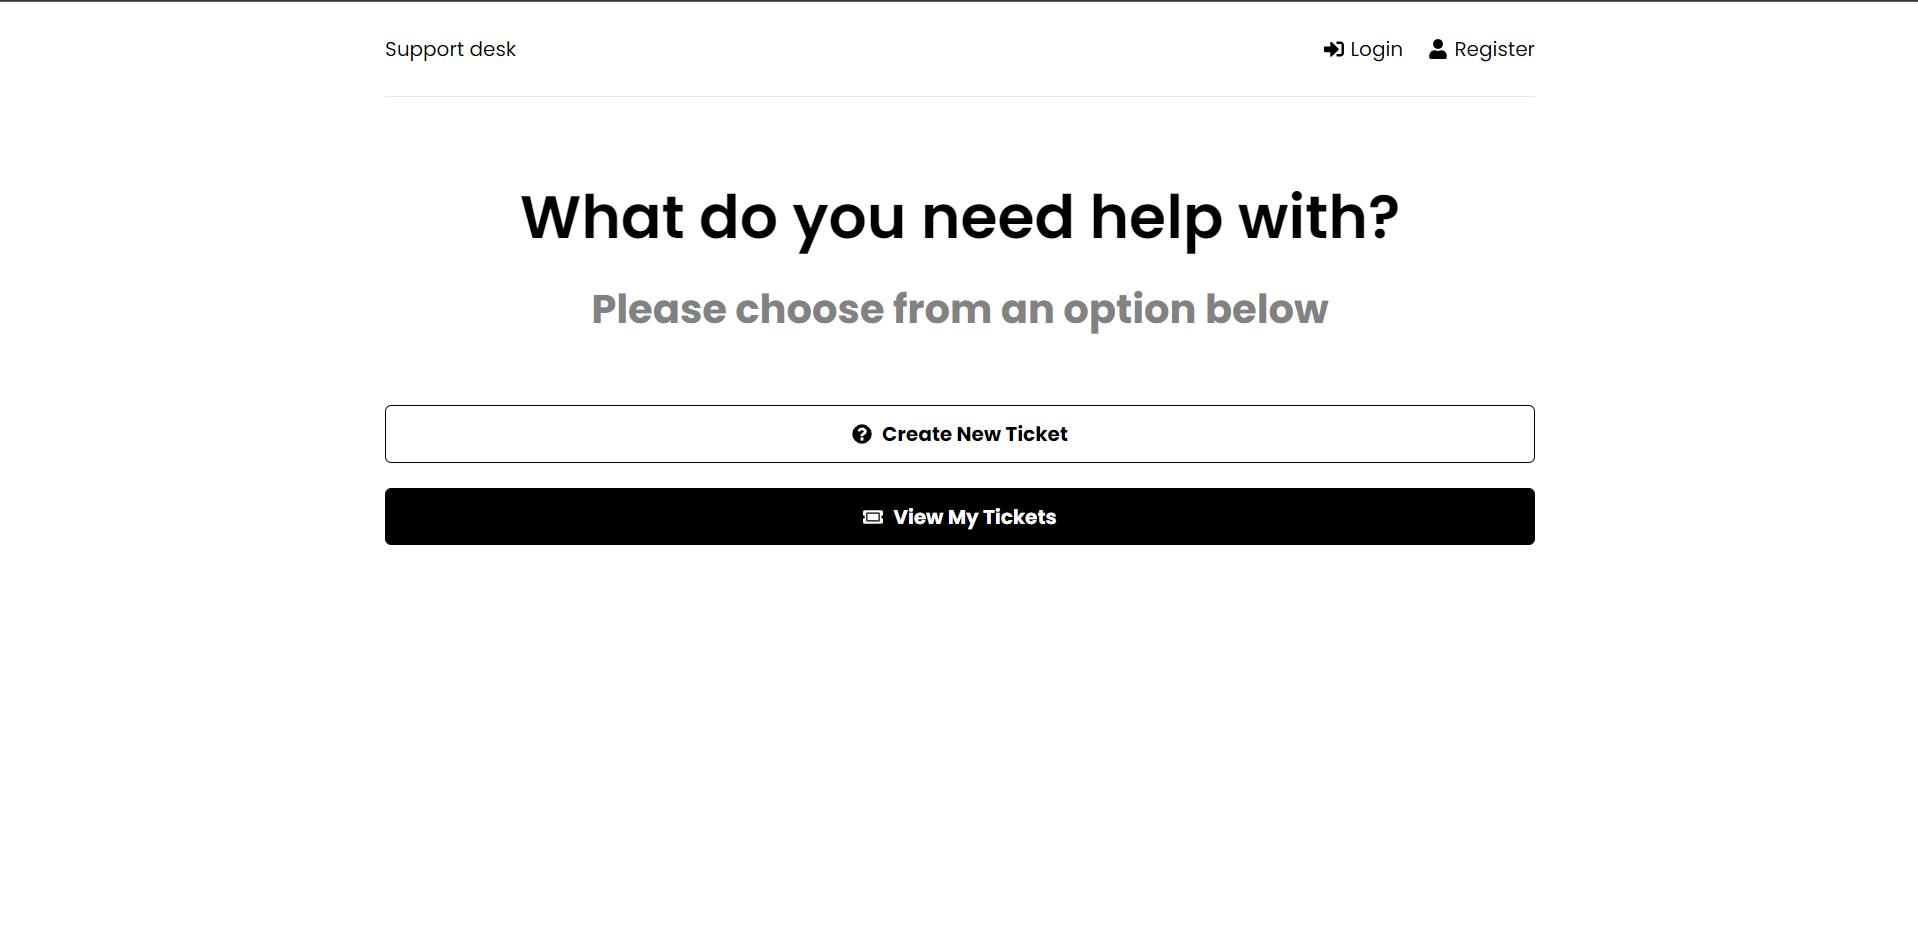 Support desk
Login
Register
What do you need help with?
Please choose from an option below
Create New Ticket
View My Tickets